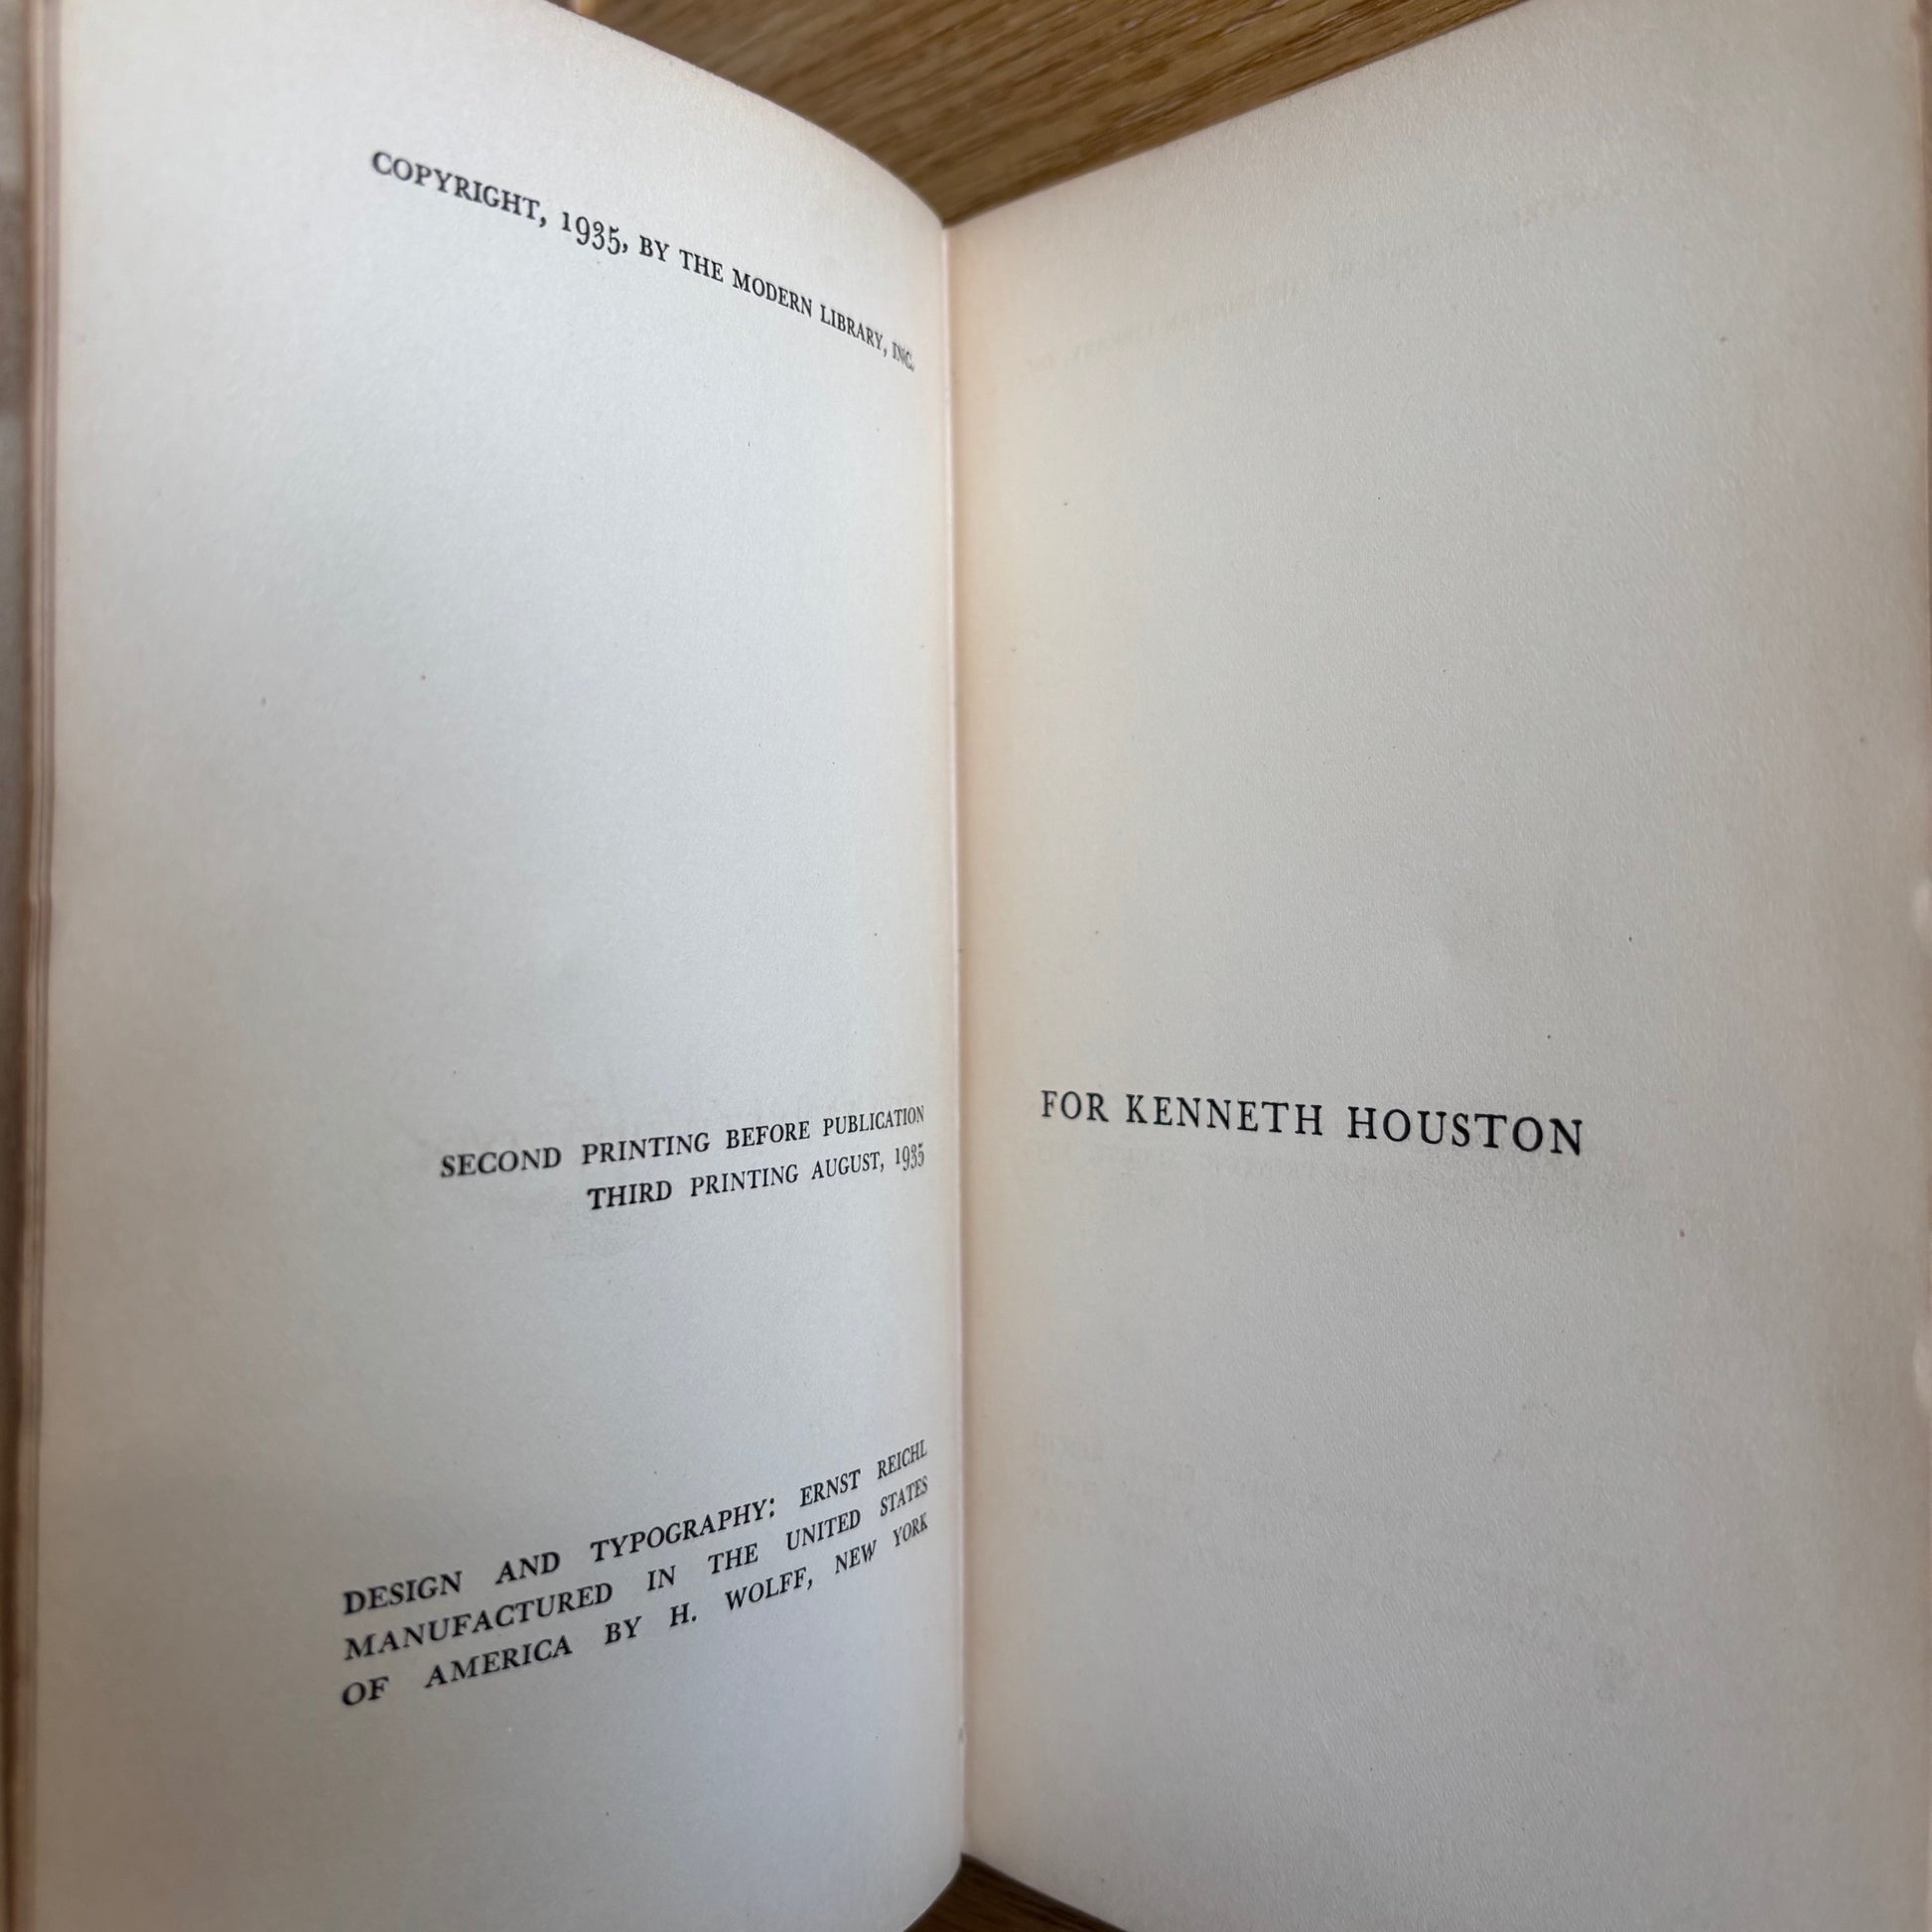 COPYRIGHT, 1935, BY THE MODERN LIBRARY, INC.
SECOND PRINTING BEFORE PUBLICATION
THIRD PRINTING AUGUST, 1935
DESIGN AND TYPOGRAPHY: ERNST REICHL
MANUFACTURED IN THE UNITED STATES
OF AMERICA BY H. WOLFF, NEW YORK
FOR KENNETH HOUSTON